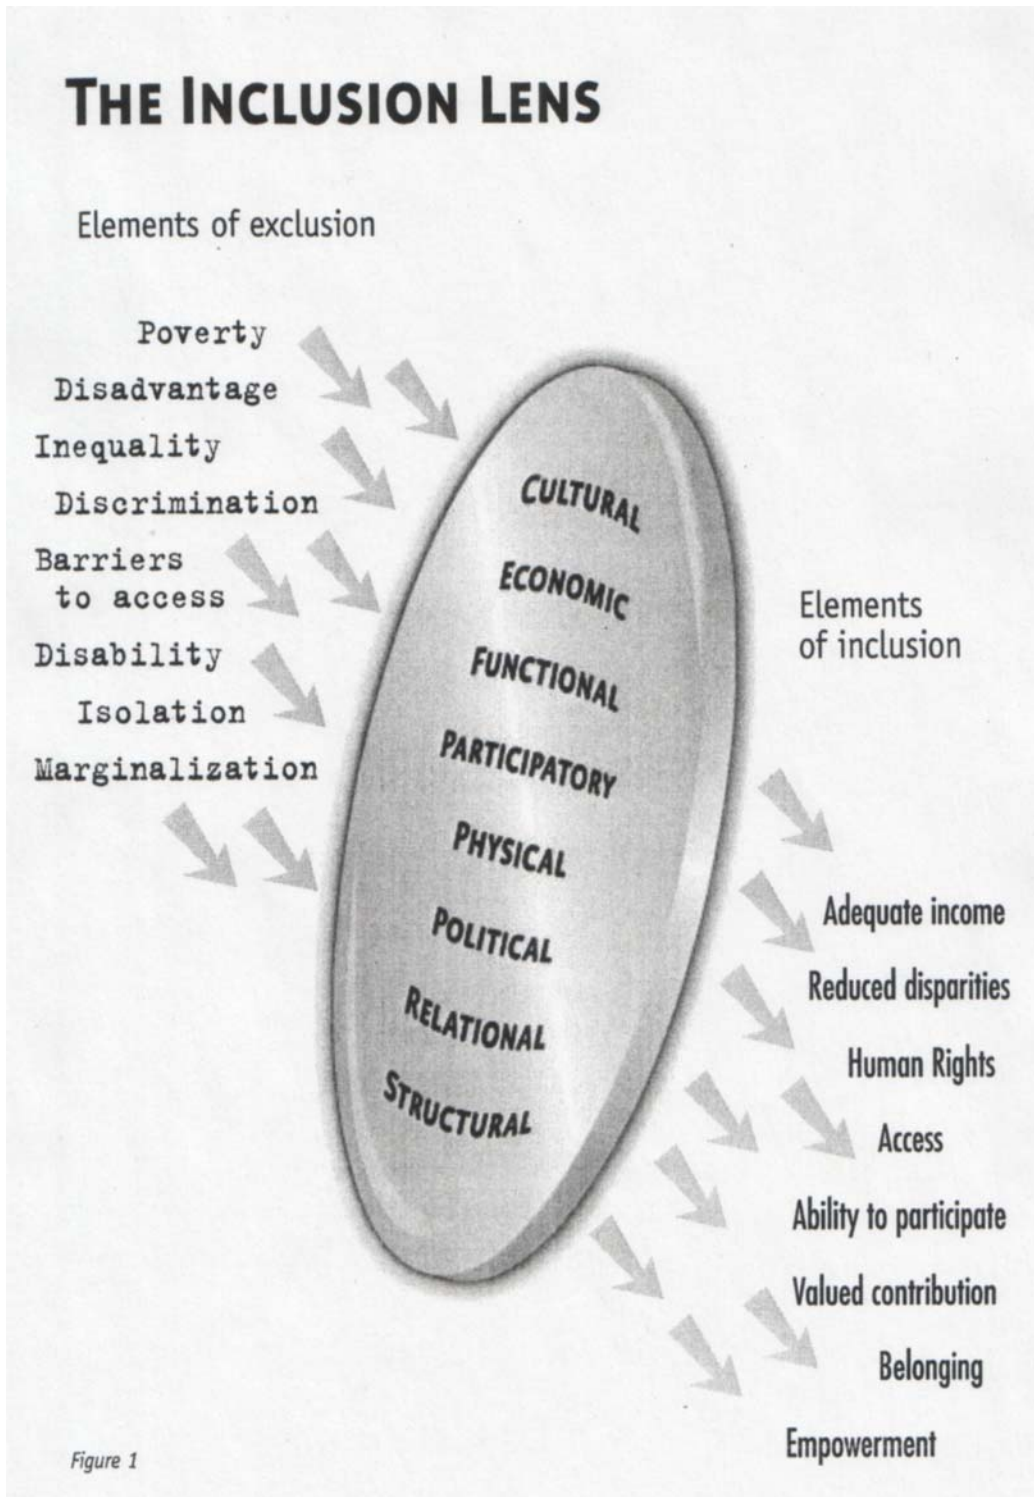 THE INCLUSION LENS
Elements of exclusion
Poverty
Disadvantage
Inequality
Discrimination
Barriers
to access
Disability
Isolation
Marginalization
CULTURAL
ECONOMIC
FUNCTIONAL
PARTICIPATORY
PHYSICAL
POLITICAL
RELATIONAL
STRUCTURAL
Elements
of inclusion
Adequate income
Reduced disparities
Human Rights
Access
Ability to participate
Valued contribution
Belonging
Empowerment
Figure 1